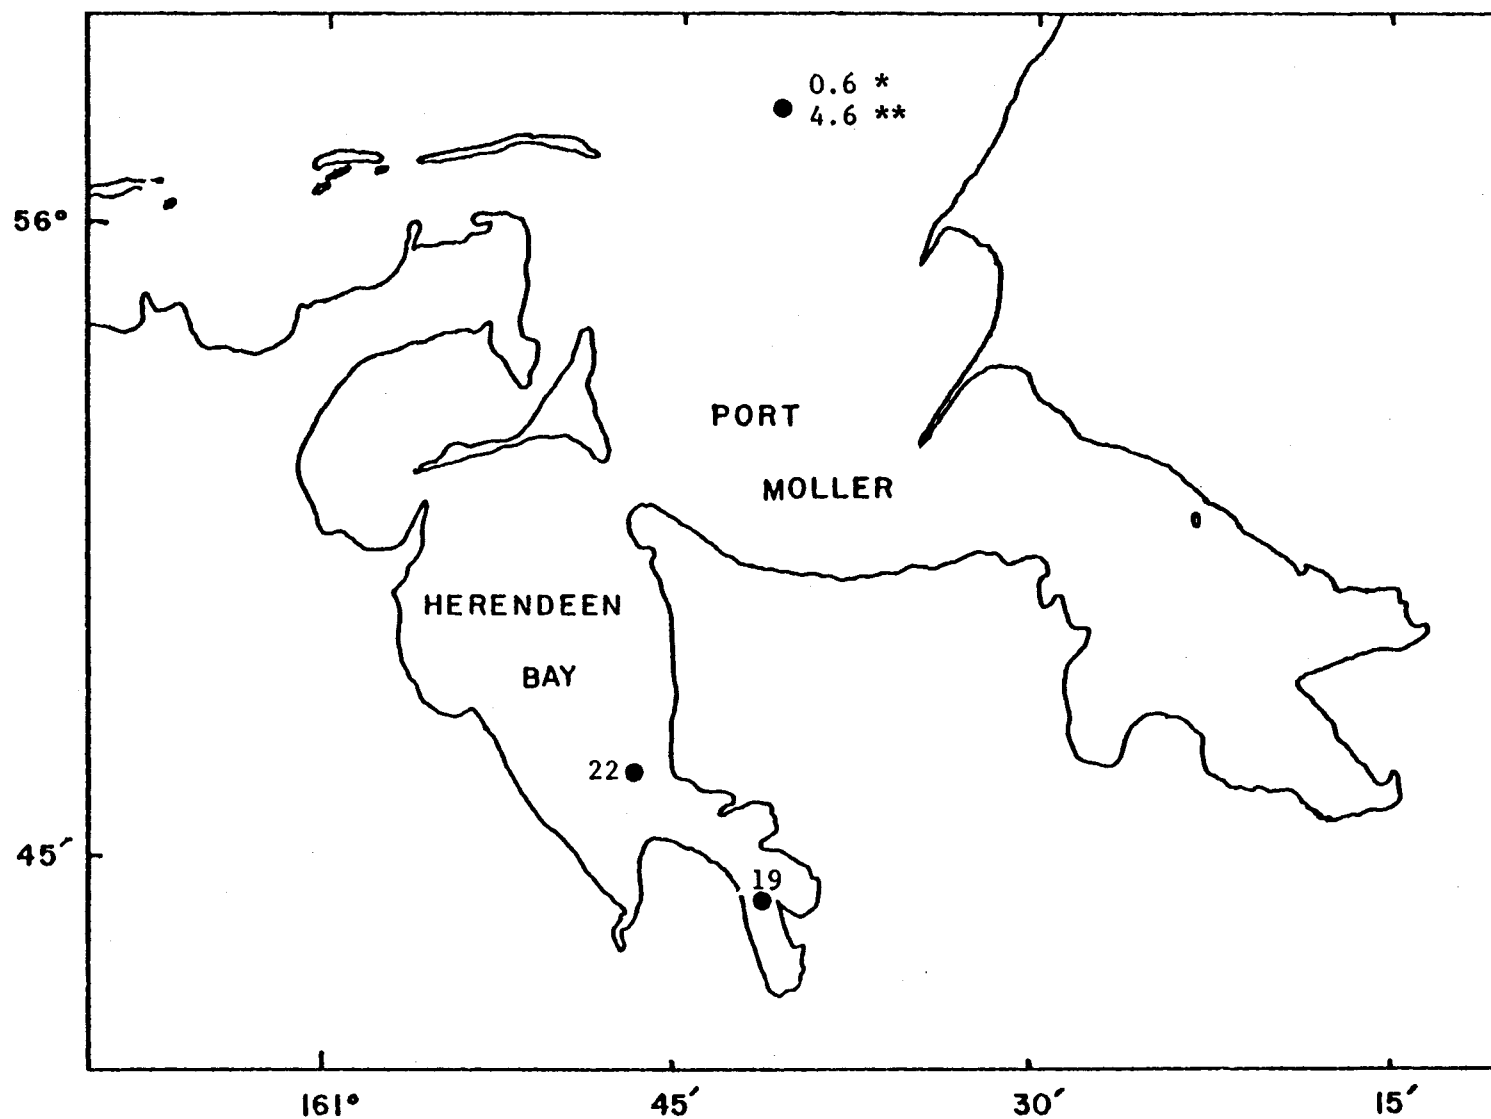 0.6 *
4.6 **
56°
PORT
MOLLER
HERENDEEN
BAY
22
45′
19
161° 45′ 30′ 15′